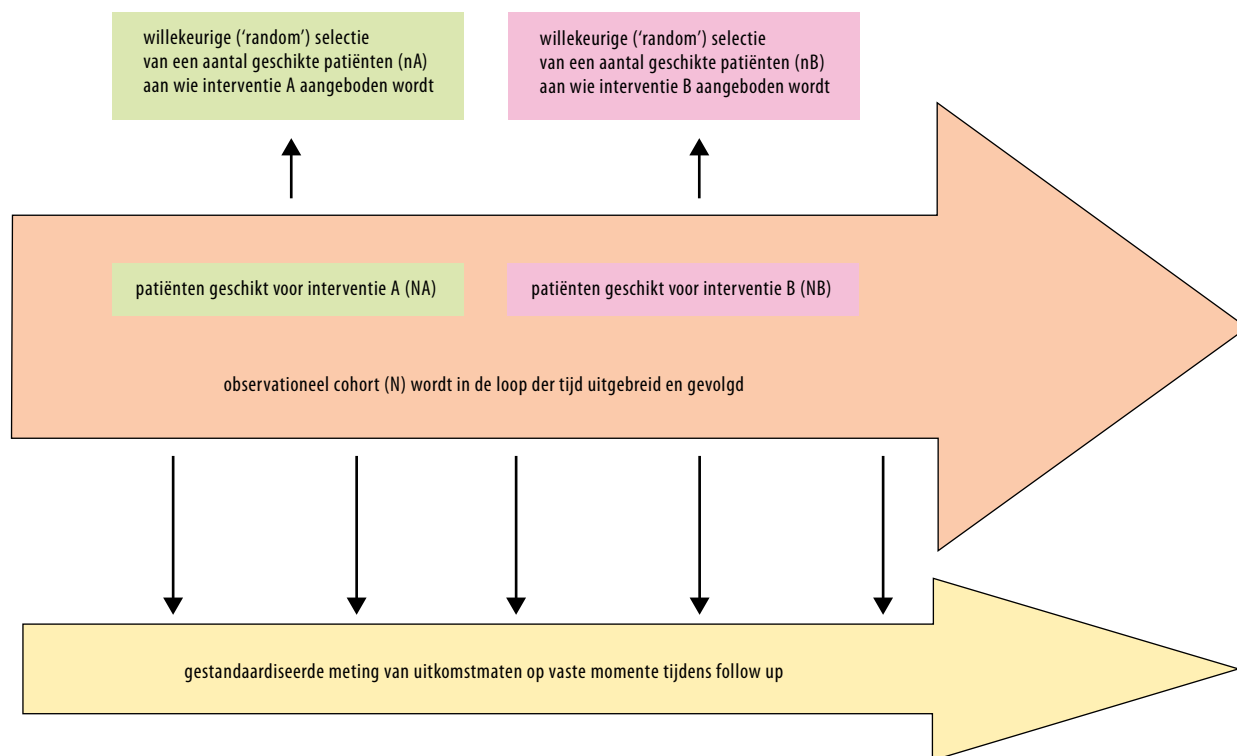 willekeurige (‘random’) selectie
van een aantal geschikte patiënten (nA)
aan wie interventie A aangeboden wordt
willekeurige (‘random’) selectie
van een aantal geschikte patiënten (nB)
aan wie interventie B aangeboden wordt
patiënten geschikt voor interventie A (NA)
patiënten geschikt voor interventie B (NB)
observationeel cohort (N) wordt in de loop der tijd uitgebreid en gevolgd
gestandaardiseerde meting van uitkomstmaten op vaste momente tijdens follow up